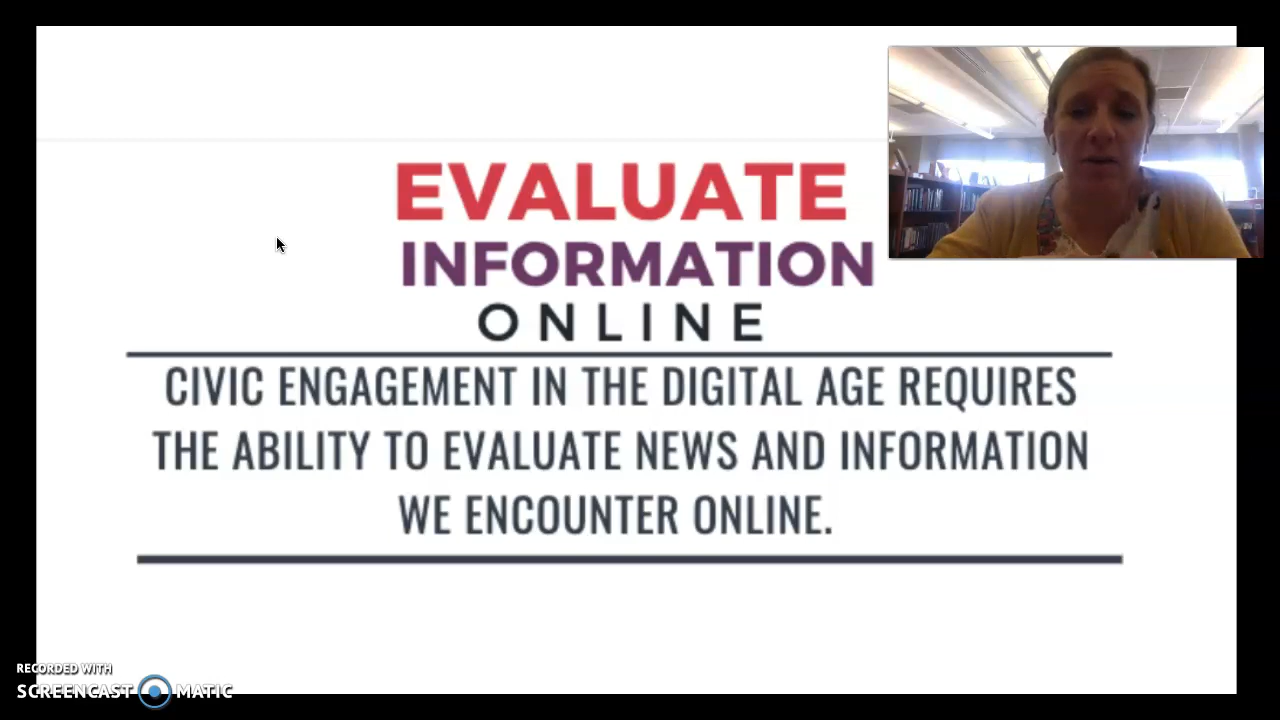 EVALUATE
INFORMATION
ONLINE
CIVIC ENGAGEMENT IN THE DIGITAL AGE REQUIRES
THE ABILITY TO EVALUATE NEWS AND INFORMATION
WE ENCOUNTER ONLINE.
RECORDED WITH
SCREENCAST MATIC